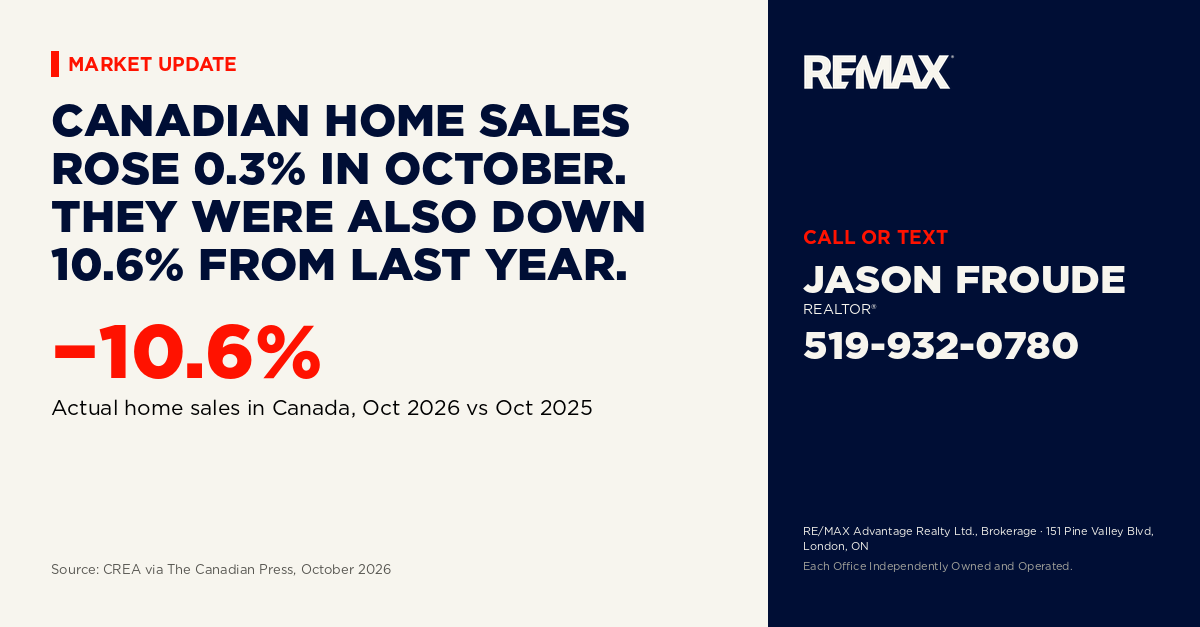 MARKET UPDATE
CANADIAN HOME SALES
ROSE 0.3% IN OCTOBER.
THEY WERE ALSO DOWN
10.6% FROM LAST YEAR.
−10.6%
Actual home sales in Canada, Oct 2026 vs Oct 2025
Source: CREA via The Canadian Press, October 2026
REMAX
CALL OR TEXT
JASON FROUDE
REALTOR®
519-932-0780
RE/MAX Advantage Realty Ltd., Brokerage · 151 Pine Valley Blvd,
London, ON
Each Office Independently Owned and Operated.